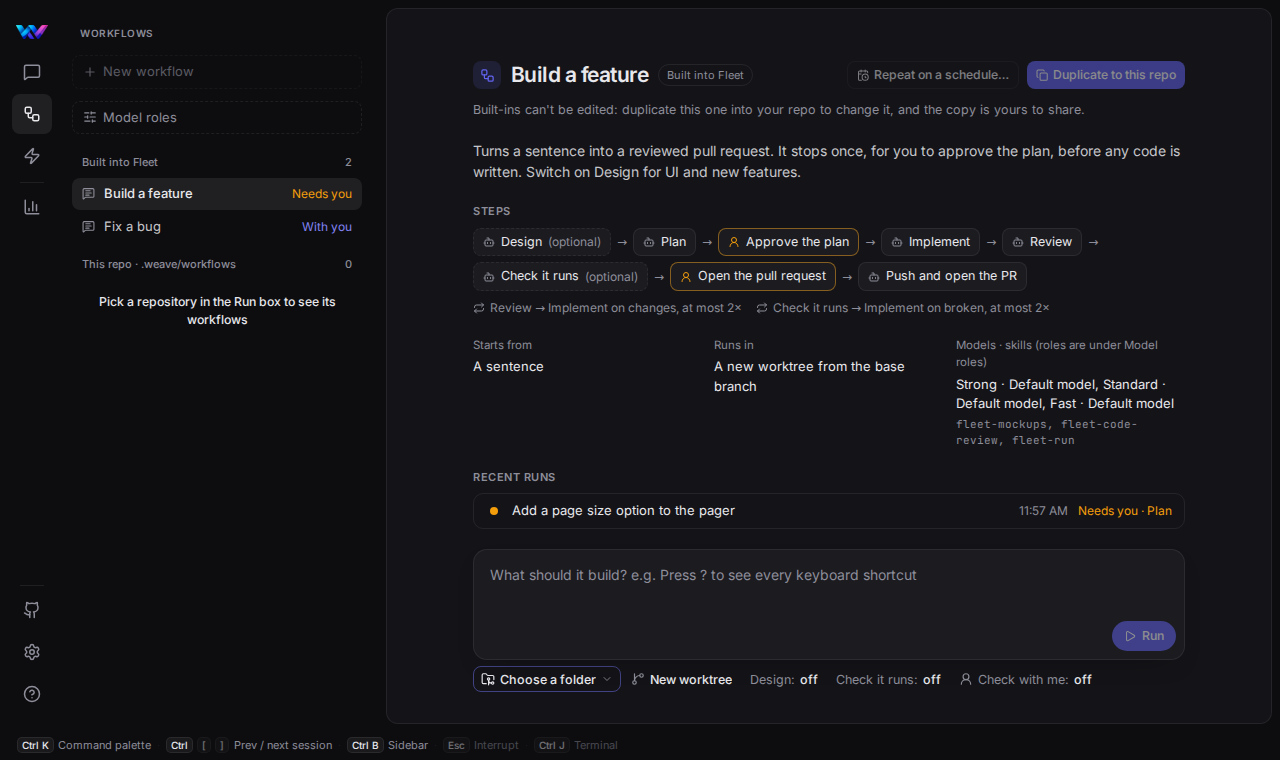 WORKFLOWS
New workflow
Model roles
Built into Fleet 2
Build a feature Needs you
Fix a bug With you
This repo · .weave/workflows 0
Pick a repository in the Run box to see its
workflows
Build a feature Built into Fleet Repeat on a schedule... Duplicate to this repo
Built-ins can't be edited: duplicate this one into your repo to change it, and the copy is yours to share.
Turns a sentence into a reviewed pull request. It stops once, for you to approve the plan, before any code is
written. Switch on Design for UI and new features.
STEPS
Design (optional) → Plan → Approve the plan → Implement → Review →
Check it runs (optional) → Open the pull request → Push and open the PR
Review → Implement on changes, at most 2× Check it runs → Implement on broken, at most 2×
Starts from
A sentence
Runs in
A new worktree from the base
branch
Models · skills (roles are under Model
roles)
Strong · Default model, Standard ·
Default model, Fast · Default model
fleet-mockups, fleet-code-
review, fleet-run
RECENT RUNS
Add a page size option to the pager 11:57 AM Needs you · Plan
What should it build? e.g. Press ? to see every keyboard shortcut
Run
Choose a folder New worktree Design: off Check it runs: off Check with me: off
Ctrl K Command palette Ctrl [ ] Prev / next session Ctrl B Sidebar Esc Interrupt Ctrl J Terminal